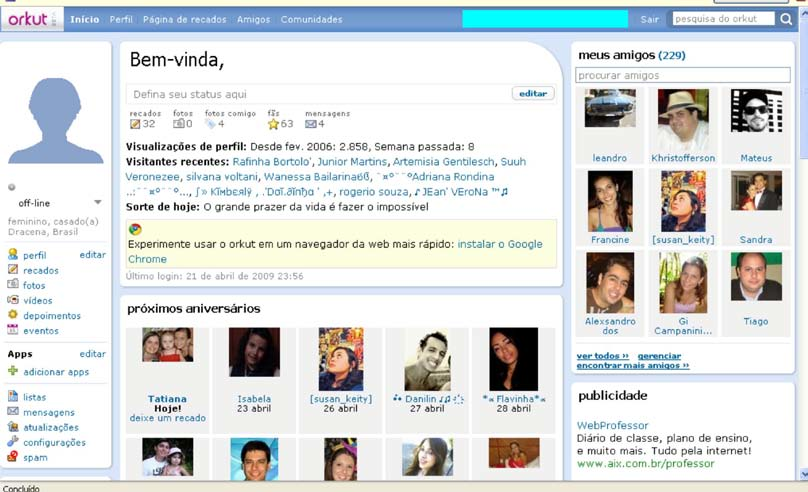 orkut BETA Início Perfil Página de recados Amigos Comunidades Sair pesquisa do orkut
off-line
feminino, casado(a)
Dracena, Brasil
perfil editar
recados
fotos
vídeos
depoimentos
eventos
Apps editar
adicionar apps
listas
mensagens
atualizações
configurações
spam
Bem-vinda,
Defina seu status aqui editar
recados fotos fotos comigo fãs mensagens
32 0 4 63 4
Visualizações de perfil: Desde fev. 2006: 2.858, Semana passada: 8
Visitantes recentes: Rafinha Bortolo', Junior Martins, Artemisia Gentilesch, Suuh
Veronezee, silvana voltani, Wanessa Bailarina, Adriana Rondina
rogerio souza, ♪ JEan' VEroNa ™♫
Sorte de hoje: O grande prazer da vida é fazer o impossível
Experimente usar o orkut em um navegador da web mais rápido: instalar o Google
Chrome
Último login: 21 de abril de 2009 23:56
próximos aniversários
Tatiana Isabela [susan_keity] Danilin ♪♫ Flavinha
Hoje! 23 abril 26 abril 27 abril 28 abril
deixe um recado
meus amigos (229)
procurar amigos
leandro Khristofferson Mateus
Francine [susan_keity] Sandra
Alexsandro Gi Tiago
dos Campanini...
ver todos ›› gerenciar
encontrar mais amigos ››
publicidade
WebProfessor
Diário de classe, plano de ensino,
e muito mais. Tudo pela internet!
www.aix.com.br/professor
Concluído